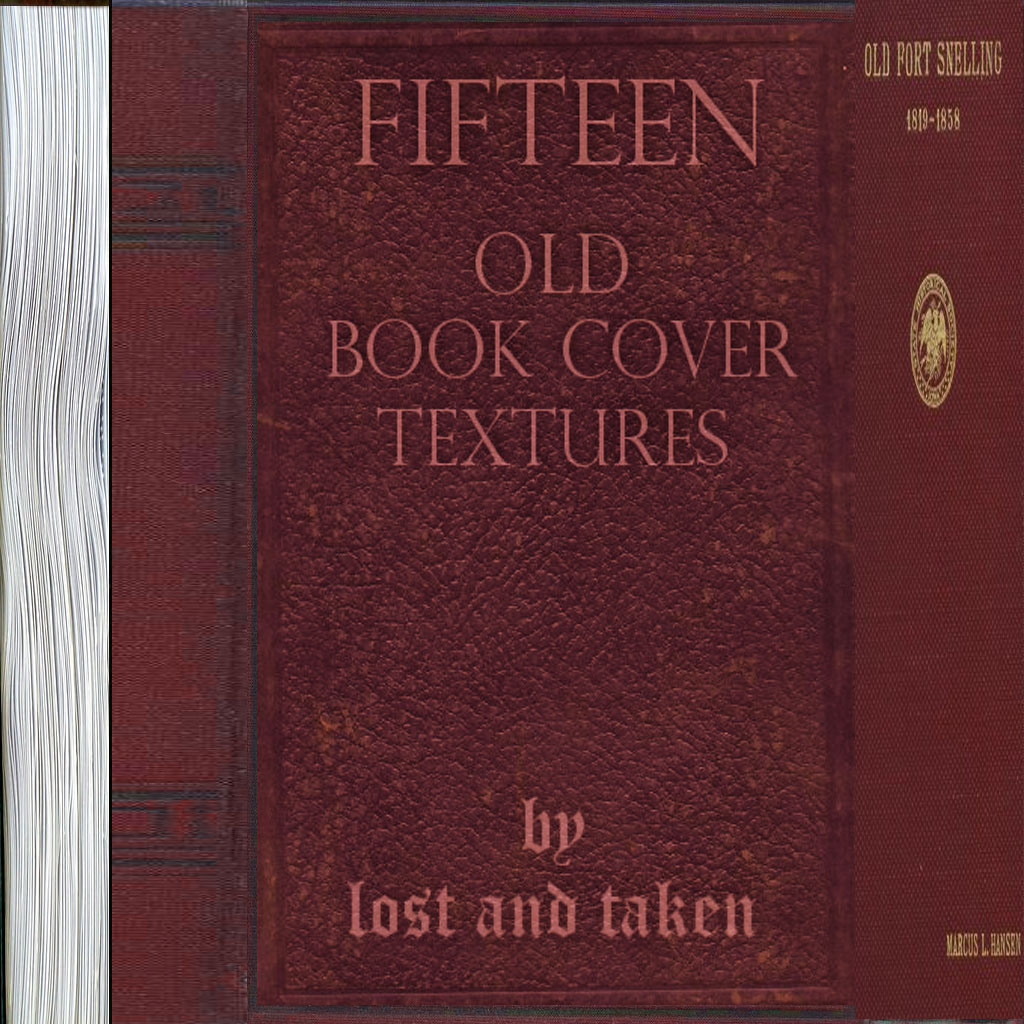 FIFTEEN
OLD
BOOK COVER
TEXTURES
by
lost and taken
OLD FORT SNELLING
1819-1858
MARCUS L. HANSEN